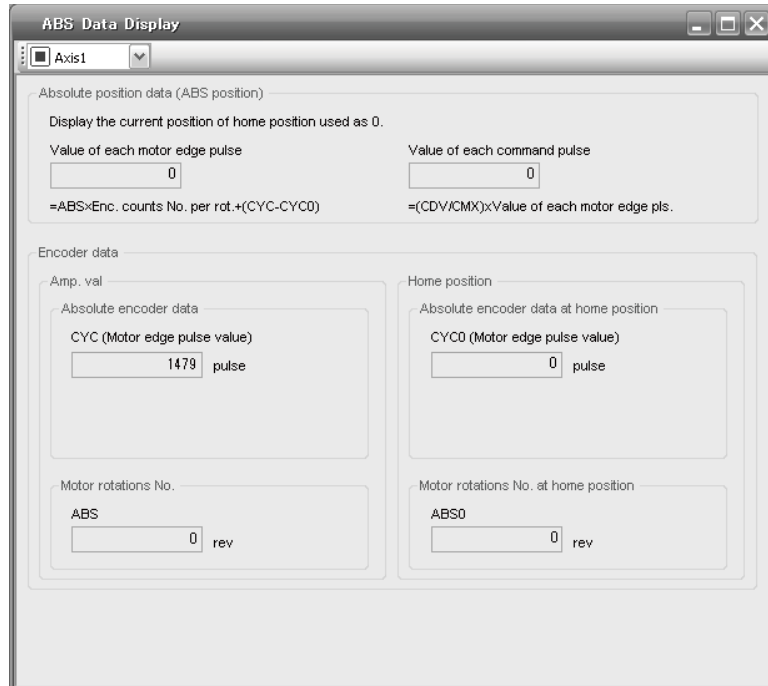 ABS Data Display
Axis1
Absolute position data (ABS position)
Display the current position of home position used as 0.
Value of each motor edge pulse
Value of each command pulse
0
0
=ABS×Enc. counts No. per rot.+(CYC-CYC0)
=(CDV/CMX)×Value of each motor edge pls.
Encoder data
Amp. val
Absolute encoder data
CYC (Motor edge pulse value)
1479 pulse
Motor rotations No.
ABS
0 rev
Home position
Absolute encoder data at home position
CYC0 (Motor edge pulse value)
0 pulse
Motor rotations No. at home position
ABS0
0 rev